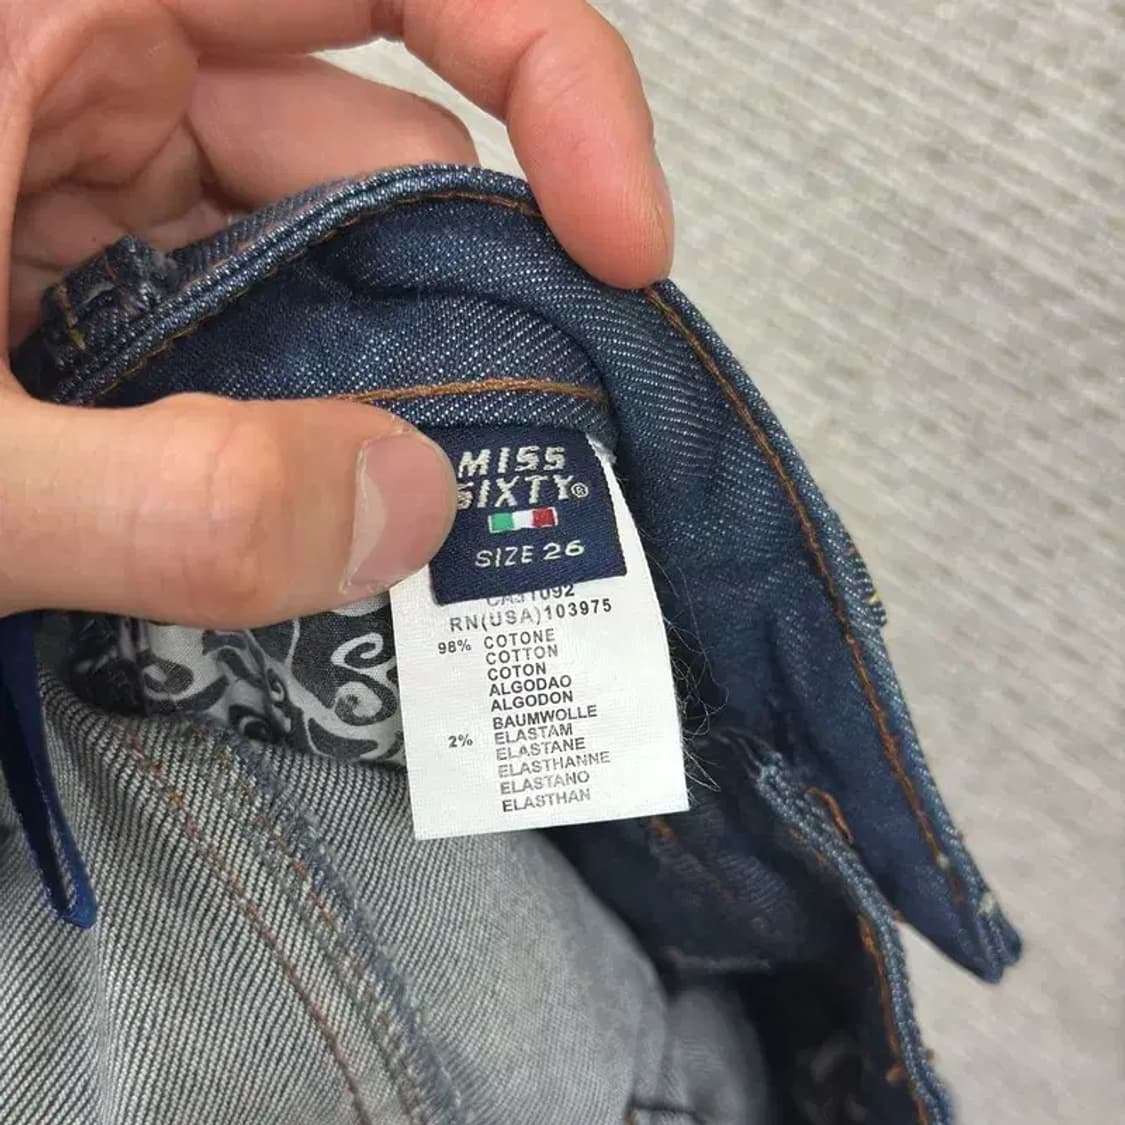 MISS
SIXTY®
SIZE 26
RN(USA)103975
98% COTONE
COTTON
COTON
ALGODAO
ALGODON
BAUMWOLLE
2% ELASTAM
ELASTANE
ELASTHANNE
ELASTANO
ELASTHAN